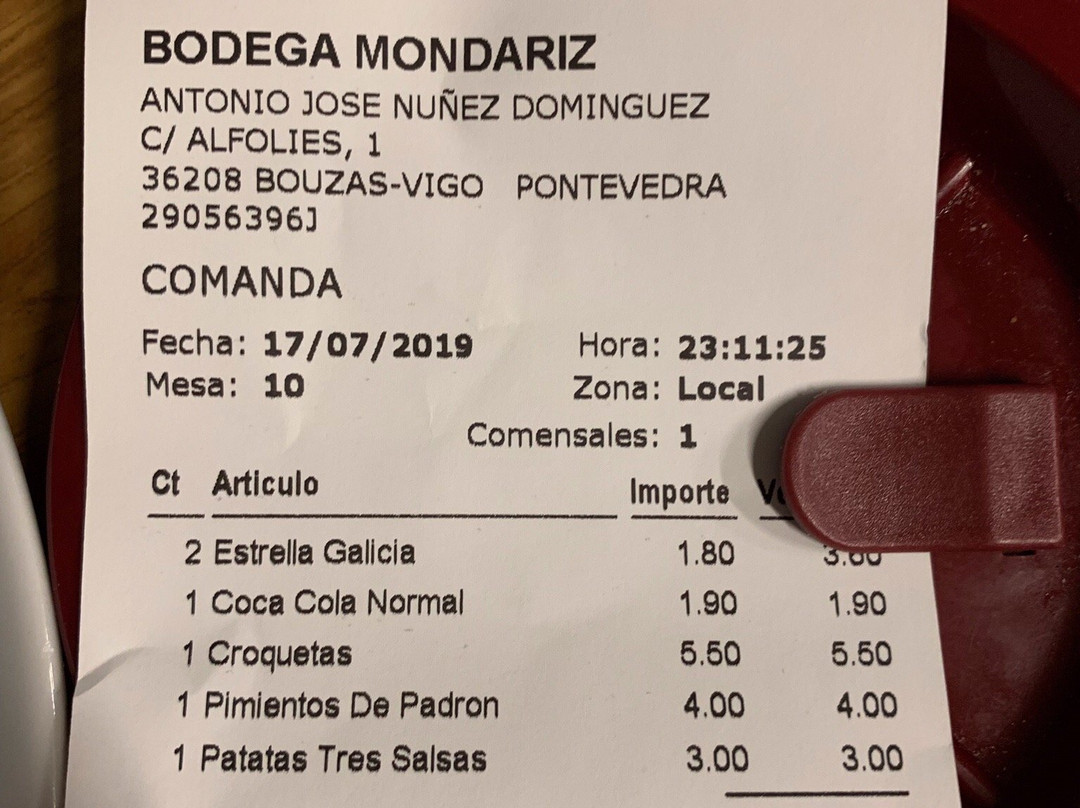 BODEGA MONDARIZ
ANTONIO JOSE NUÑEZ DOMINGUEZ
C/ ALFOLIES, 1
36208 BOUZAS-VIGO PONTEVEDRA
29056396J
COMANDA
Fecha: 17/07/2019 Hora: 23:11:25
Mesa: 10 Zona: Local
Comensales: 1
Ct Articulo Importe
2 Estrella Galicia 1.80 3.60
1 Coca Cola Normal 1.90 1.90
1 Croquetas 5.50 5.50
1 Pimientos De Padron 4.00 4.00
1 Patatas Tres Salsas 3.00 3.00